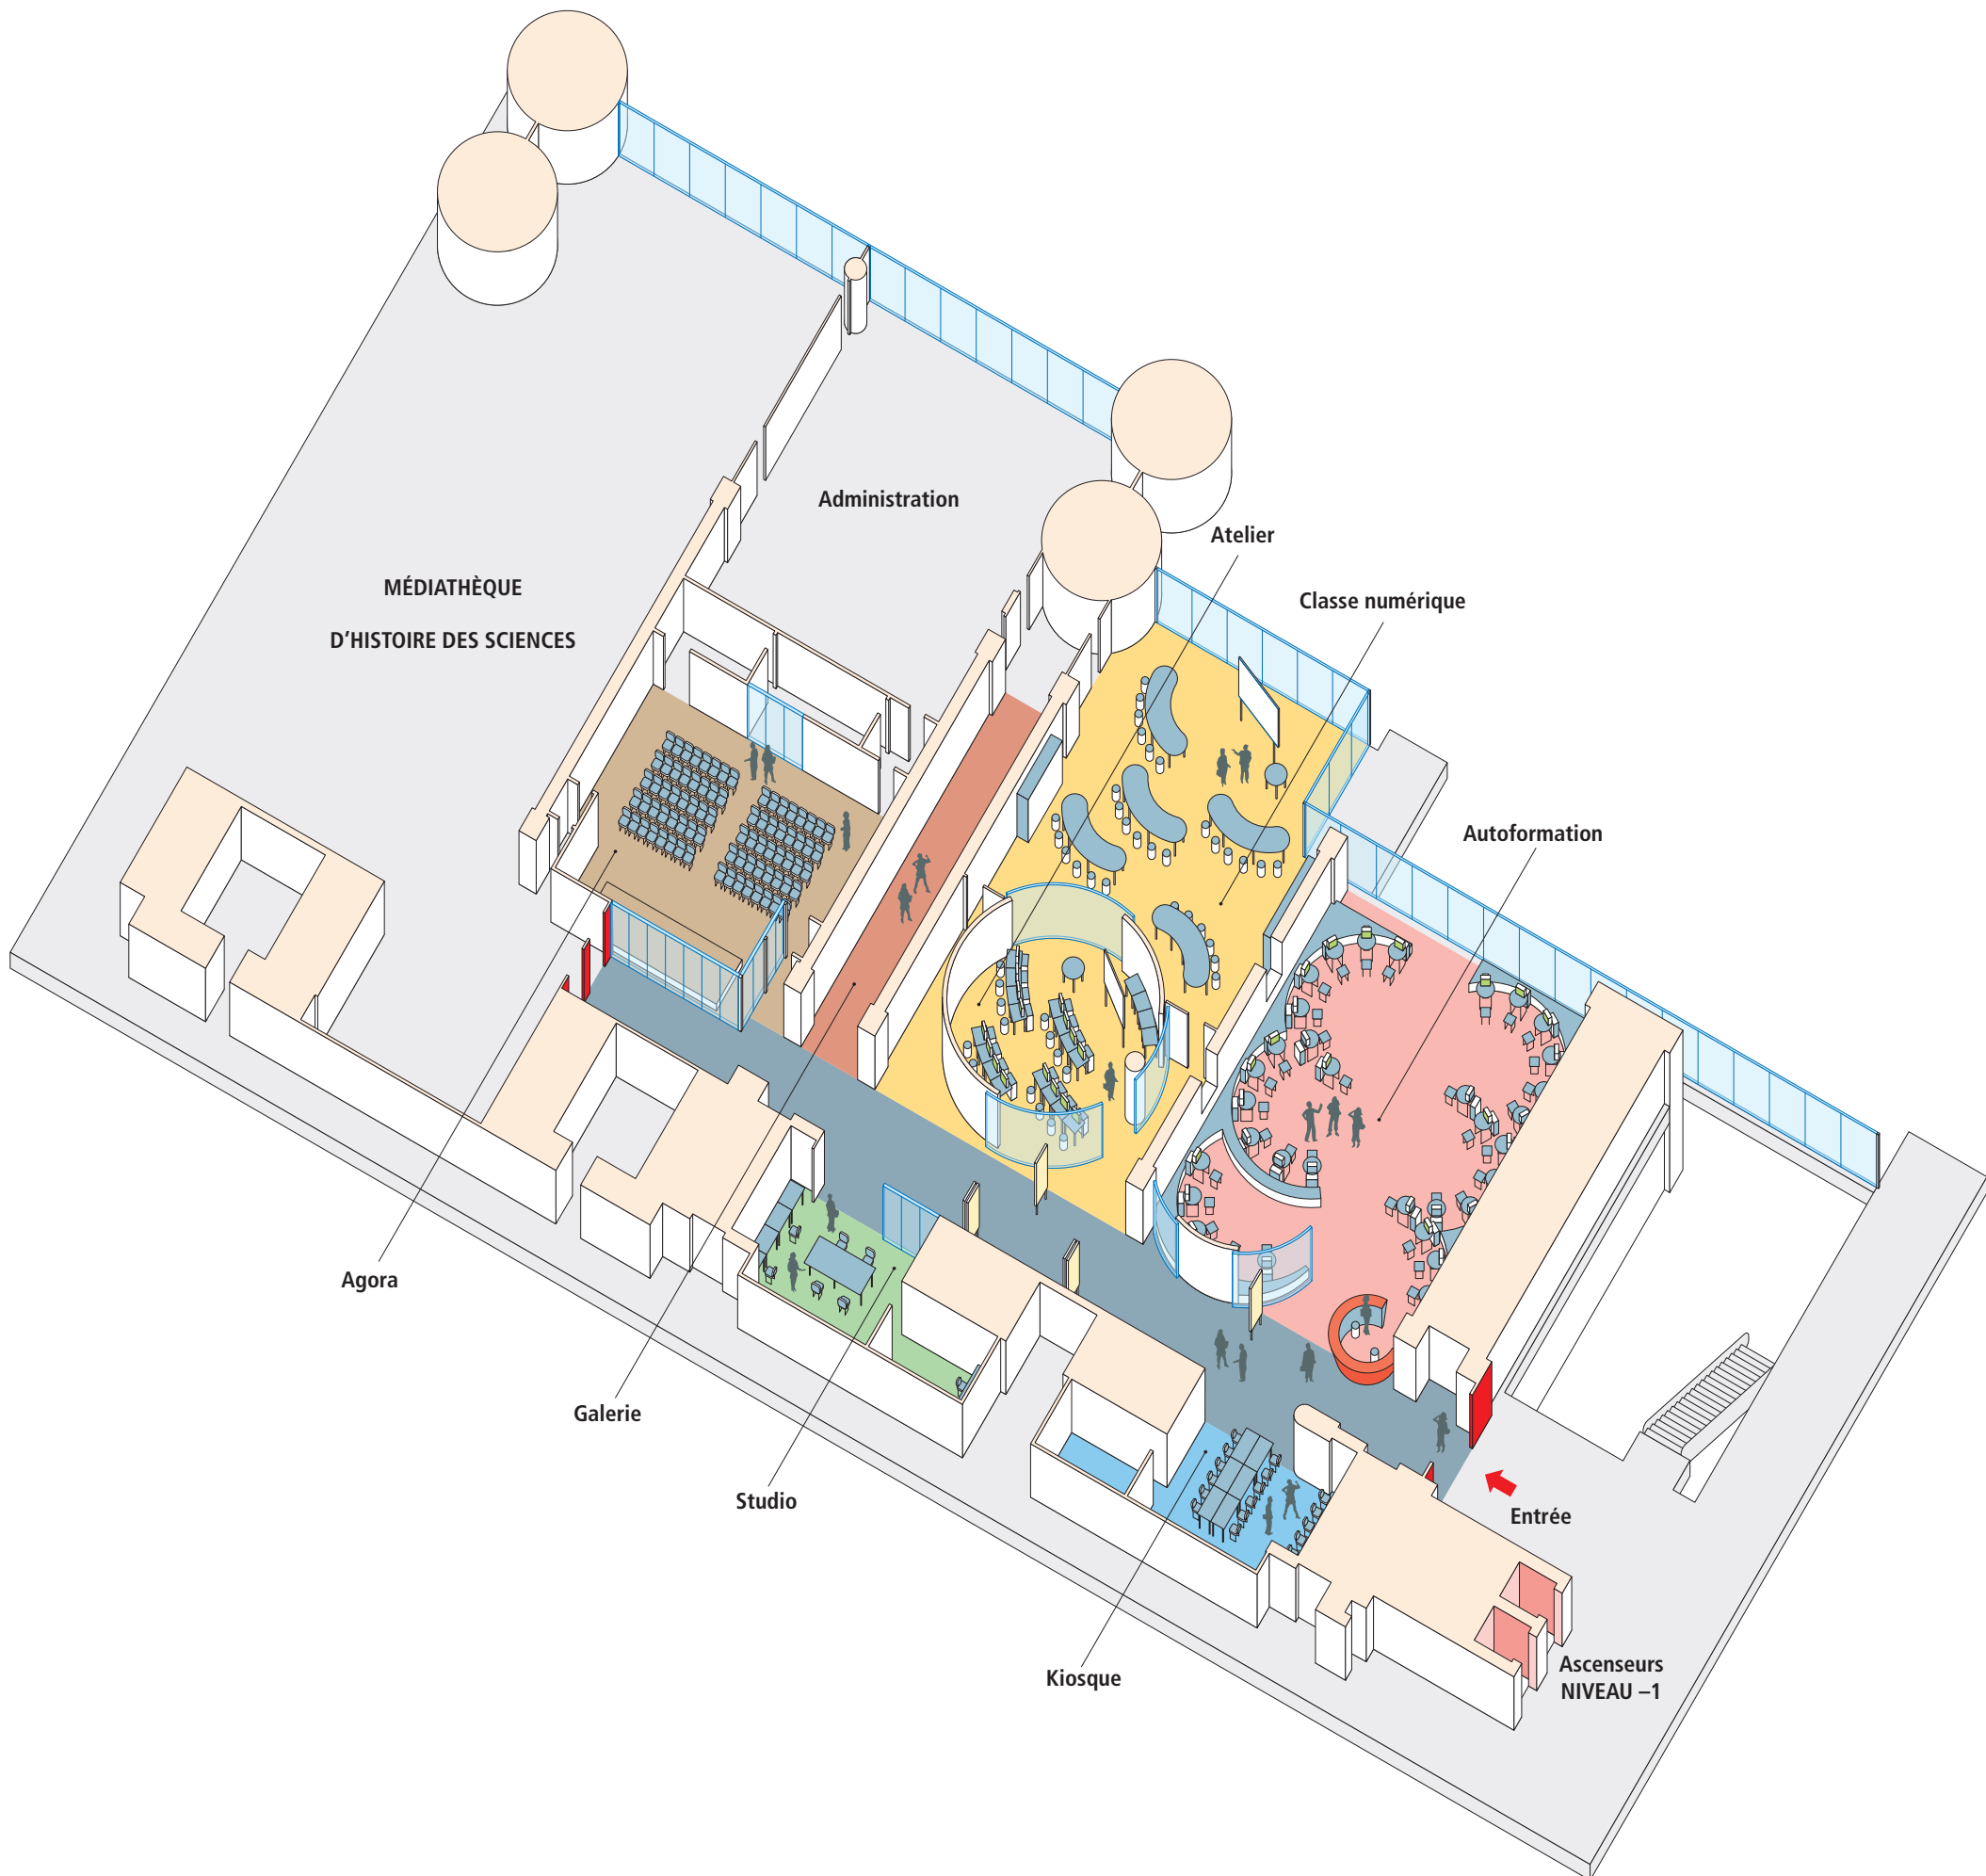 Administration
Atelier
MÉDIATHÈQUE
D’HISTOIRE DES SCIENCES
Classe numérique
Autoformation
Agora
Galerie
Studio
Entrée
Kiosque
Ascenseurs
NIVEAU –1